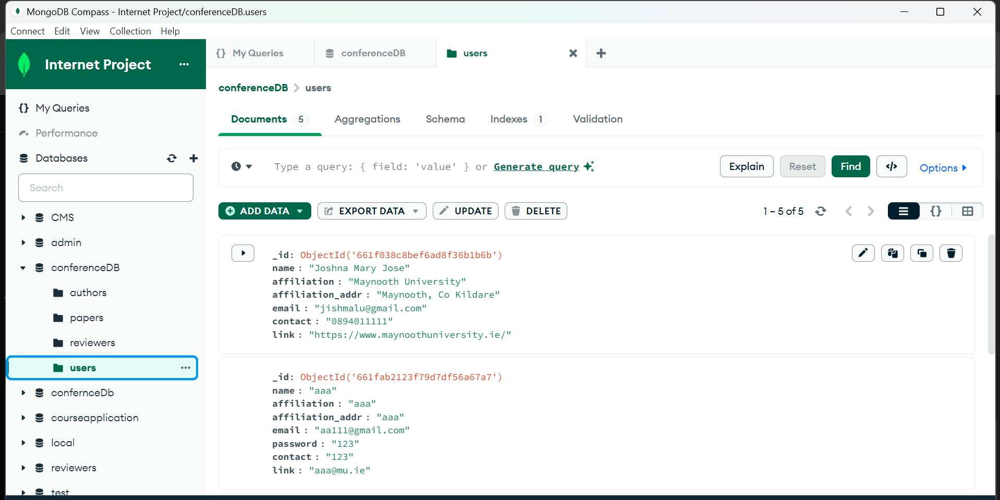 MongoDB Compass - Internet Project/conferenceDB.users
Connect Edit View Collection Help
Internet Project
My Queries
Performance
Databases
Search
CMS
admin
conferenceDB
authors
papers
reviewers
users
confernceDb
courseapplication
local
reviewers
test
My Queries conferenceDB users
conferenceDB > users
Documents 5 Aggregations Schema Indexes 1 Validation
Type a query: { field: 'value' } or Generate query Explain Reset Find </> Options
ADD DATA EXPORT DATA UPDATE DELETE 1 – 5 of 5 {}
_id: ObjectId('661f038c8bef6ad8f36b1b6b')
name : "Joshna Mary Jose"
affiliation : "Maynooth University"
affiliation_addr : "Maynooth, Co Kildare"
email : "jishmalu@gmail.com"
contact : "0894011111"
link : "https://www.maynoothuniversity.ie/"
_id: ObjectId('661fab2123f79d7df56a67a7')
name : "aaa"
affiliation : "aaa"
affiliation_addr : "aaa"
email : "aa111@gmail.com"
password : "123"
contact : "123"
link : "aaa@mu.ie"